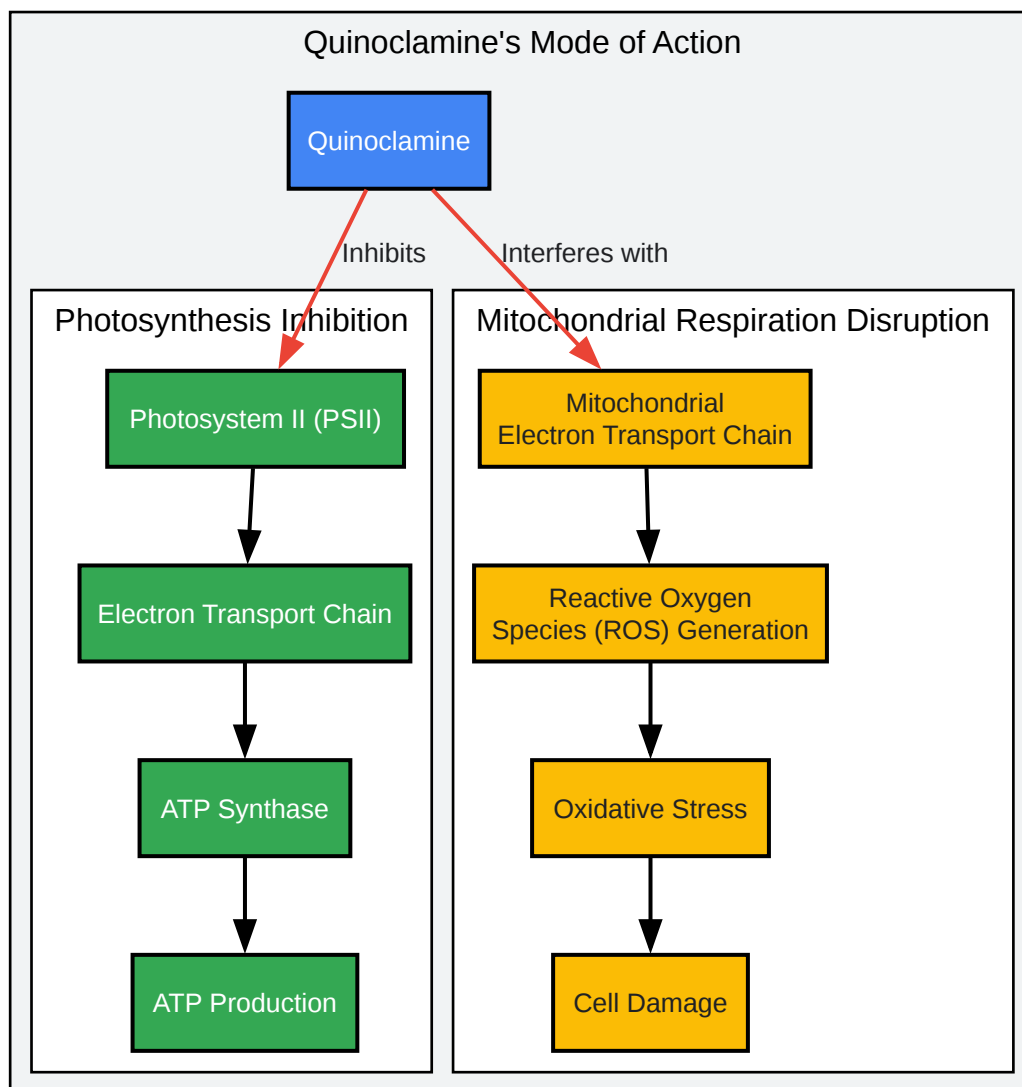 Quinoclamine's Mode of Action
Quinoclamine
Inhibits
Interferes with
Photosynthesis Inhibition
Photosystem II (PSII)
Electron Transport Chain
ATP Synthase
ATP Production
Mitochondrial Respiration Disruption
Mitochondrial
Electron Transport Chain
Reactive Oxygen
Species (ROS) Generation
Oxidative Stress
Cell Damage